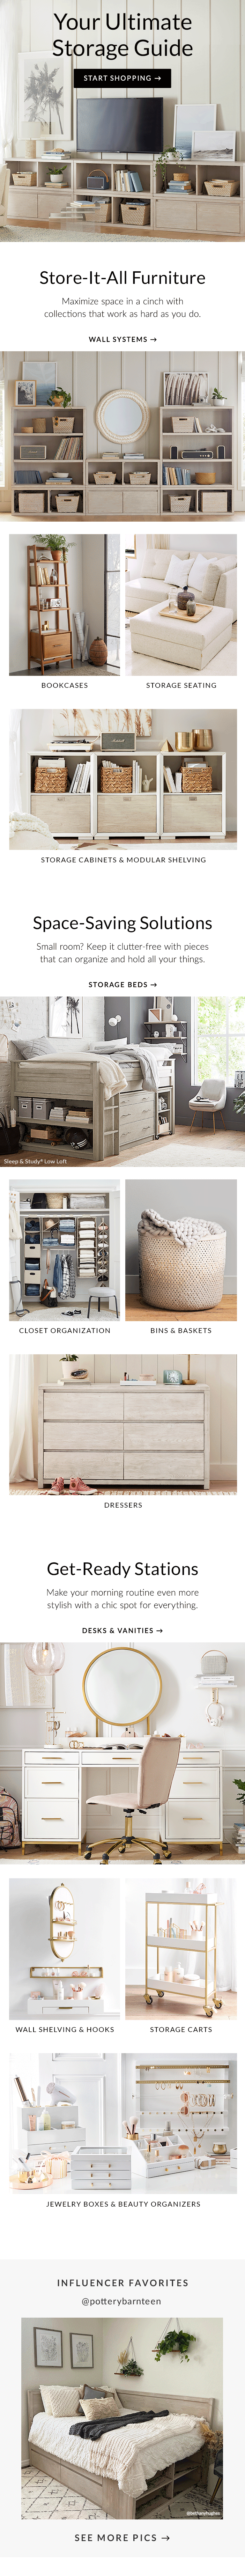 Your Ultimate
Storage Guide
START SHOPPING →
Store-It-All Furniture
Maximize space in a cinch with
collections that work as hard as you do.
WALL SYSTEMS →
BOOKCASES
STORAGE SEATING
STORAGE CABINETS & MODULAR SHELVING
Space-Saving Solutions
Small room? Keep it clutter-free with pieces
that can organize and hold all your things.
STORAGE BEDS →
Sleep & Study® Low Loft
CLOSET ORGANIZATION
BINS & BASKETS
DRESSERS
Get-Ready Stations
Make your morning routine even more
stylish with a chic spot for everything.
DESKS & VANITIES →
WALL SHELVING & HOOKS
STORAGE CARTS
JEWELRY BOXES & BEAUTY ORGANIZERS
INFLUENCER FAVORITES
@potterybarnteen
SEE MORE PICS →